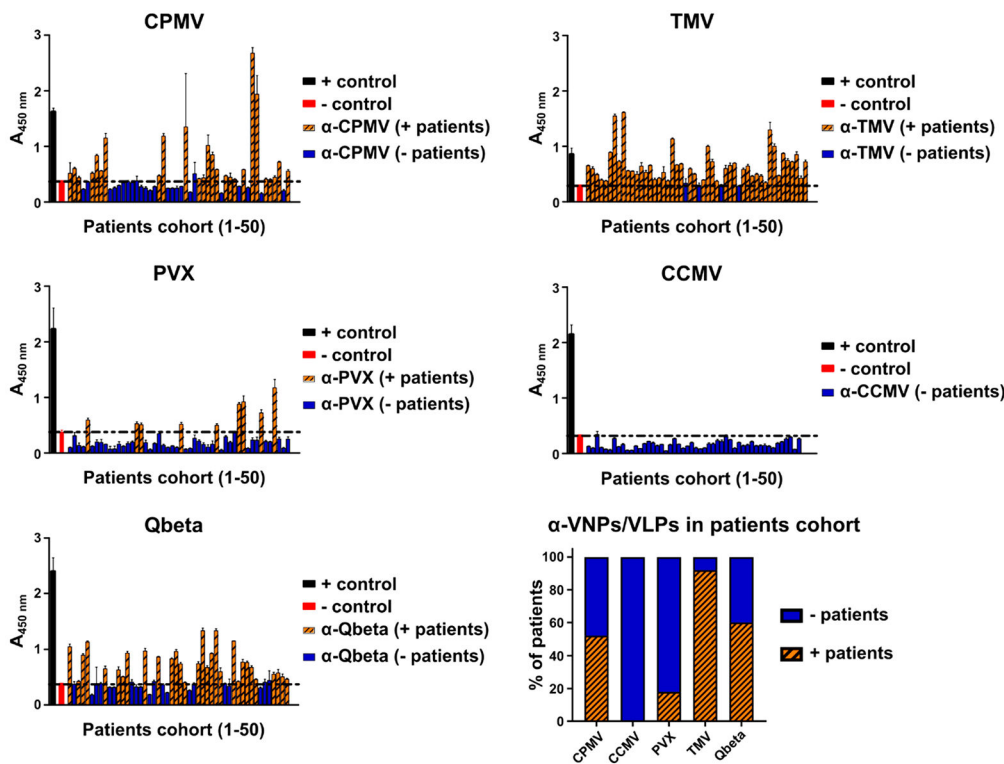 CPMV
3
2
1
0
A450 nm
Patients cohort (1-50)
+ control
- control
α-CPMV (+ patients)
α-CPMV (- patients)
TMV
3
2
1
0
A450 nm
Patients cohort (1-50)
+ control
- control
α-TMV (+ patients)
α-TMV (- patients)
PVX
3
2
1
0
A450 nm
Patients cohort (1-50)
+ control
- control
α-PVX (+ patients)
α-PVX (- patients)
CCMV
3
2
1
0
A450 nm
Patients cohort (1-50)
+ control
- control
α-CCMV (- patients)
Qbeta
3
2
1
0
A450 nm
Patients cohort (1-50)
+ control
- control
α-Qbeta (+ patients)
α-Qbeta (- patients)
α-VNPs/VLPs in patients cohort
100
80
60
40
20
0
% of patients
CPMV
CCMV
PVX
TMV
Qbeta
- patients
+ patients